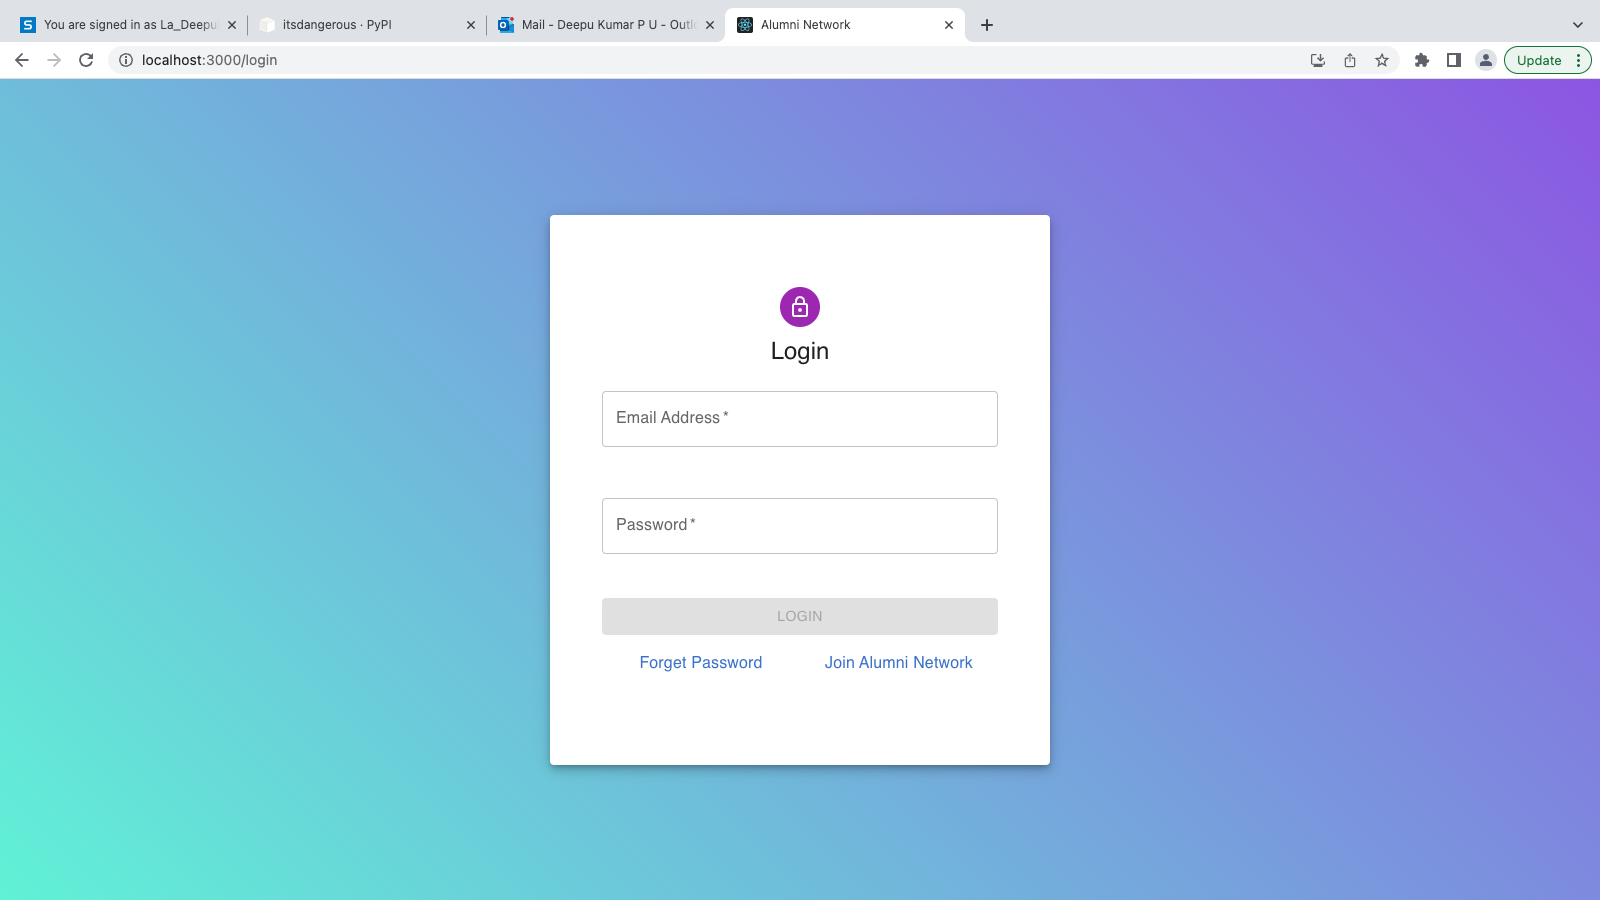 You are signed in as La_Deepu
itsdangerous · PyPI
Mail - Deepu Kumar P U - Outl
Alumni Network
localhost:3000/login
Update
Login
Email Address *
Password *
LOGIN
Forget Password
Join Alumni Network